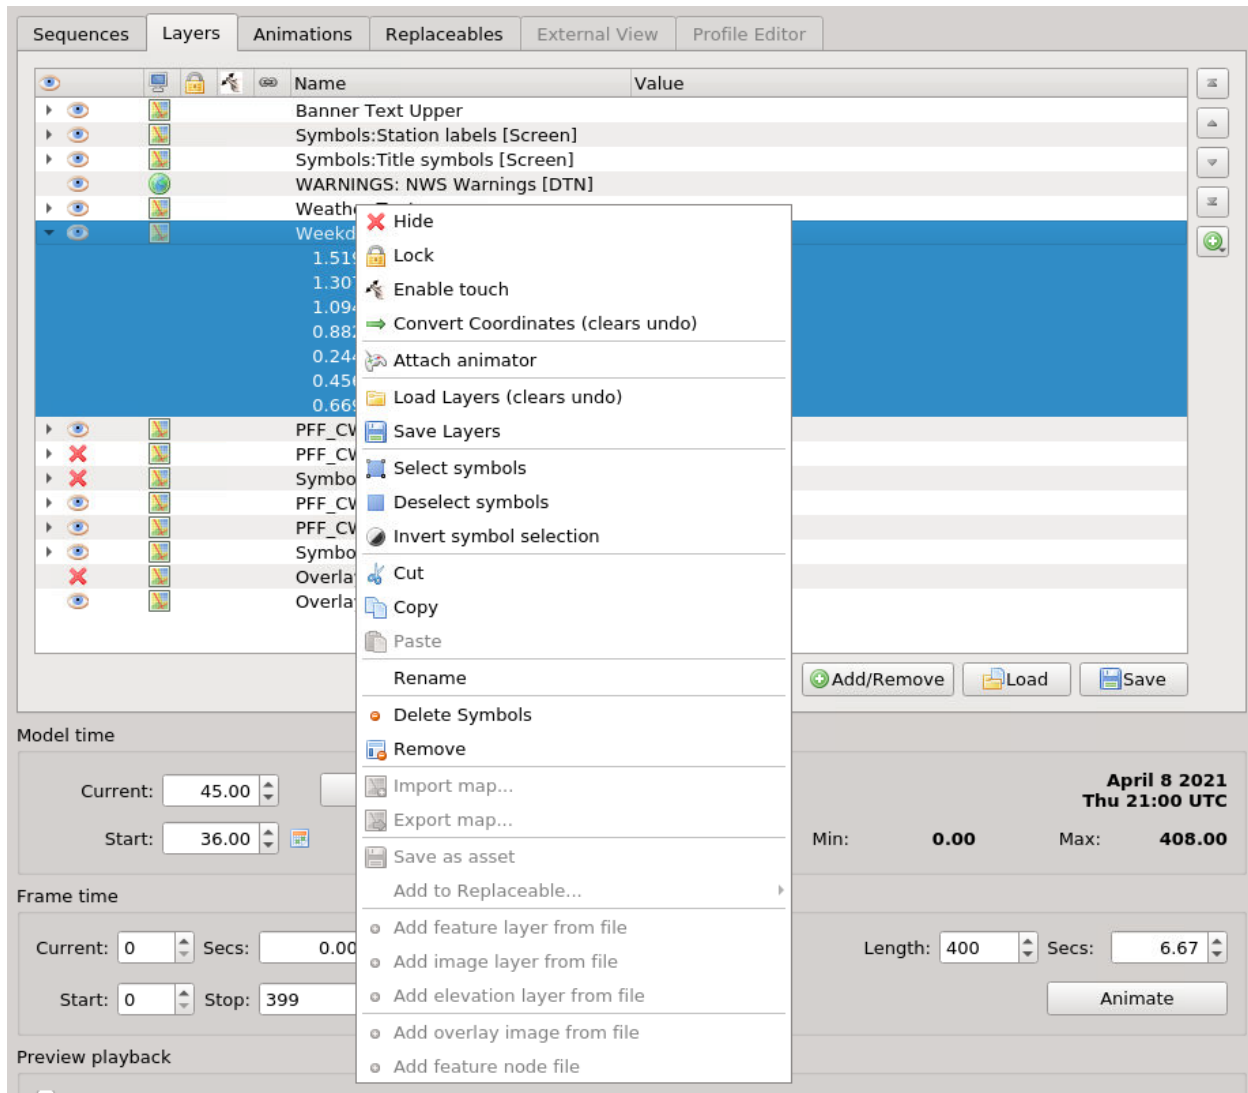 Sequences Layers Animations Replaceables External View Profile Editor
Name Value
Banner Text Upper
Symbols:Station labels [Screen]
Symbols:Title symbols [Screen]
WARNINGS: NWS Warnings [DTN]
Hide
Lock
Enable touch
Convert Coordinates (clears undo)
Attach animator
Load Layers (clears undo)
Save Layers
Select symbols
Deselect symbols
Invert symbol selection
Cut
Copy
Paste
Rename
Add/Remove Load Save
Delete Symbols
Remove
Model time
Import map...
Current: 45.00
April 8 2021
Thu 21:00 UTC
Export map...
Start: 36.00 Min: 0.00 Max: 408.00
Save as asset
Add to Replaceable...
Frame time
Add feature layer from file
Current: 0 Secs: 0.00 Length: 400 Secs: 6.67
Add image layer from file
Add elevation layer from file
Start: 0 Stop: 399 Animate
Add overlay image from file
Preview playback
Add feature node file